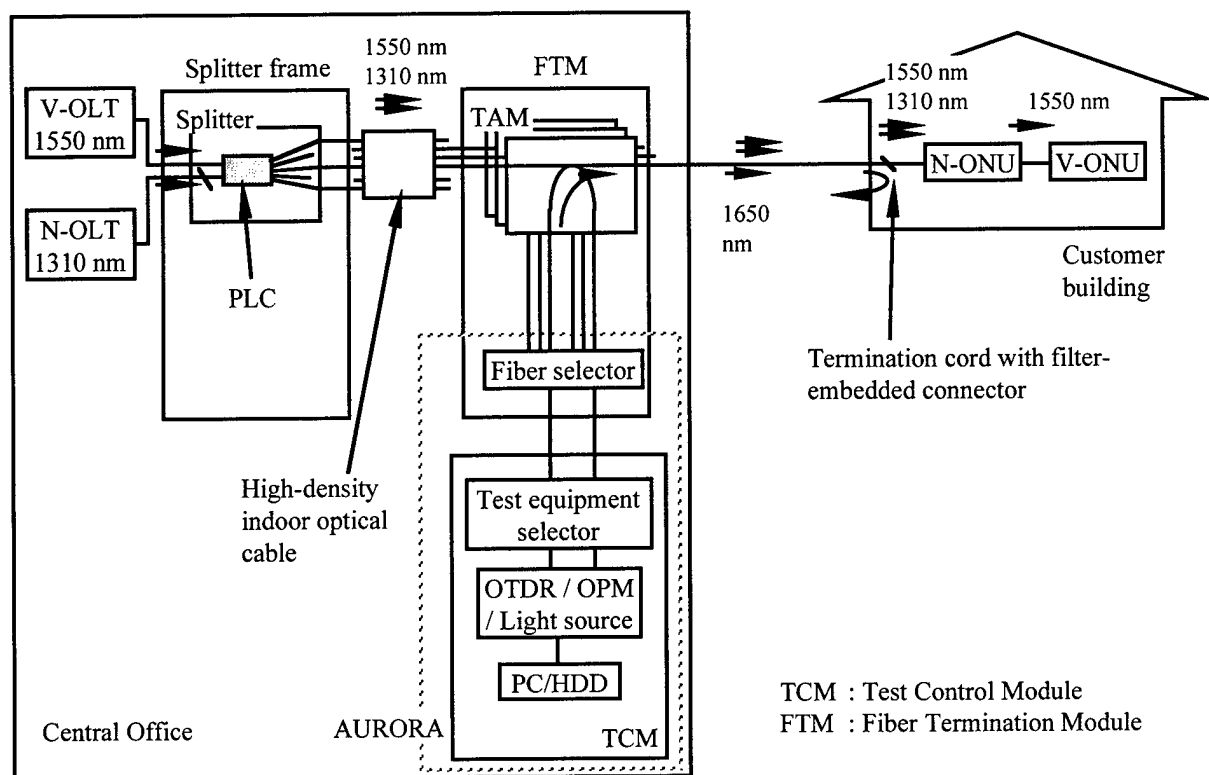 1550 nm
1310 nm
Splitter frame
FTM
V-OLT
1550 nm
Splitter
TAM
1550 nm
1310 nm
1550 nm
N-ONU
V-ONU
N-OLT
1310 nm
1650
nm
PLC
Customer
building
Fiber selector
Termination cord with filter-
embedded connector
High-density
indoor optical
cable
Test equipment
selector
OTDR / OPM
/ Light source
PC/HDD
Central Office
AURORA
TCM
TCM : Test Control Module
FTM : Fiber Termination Module